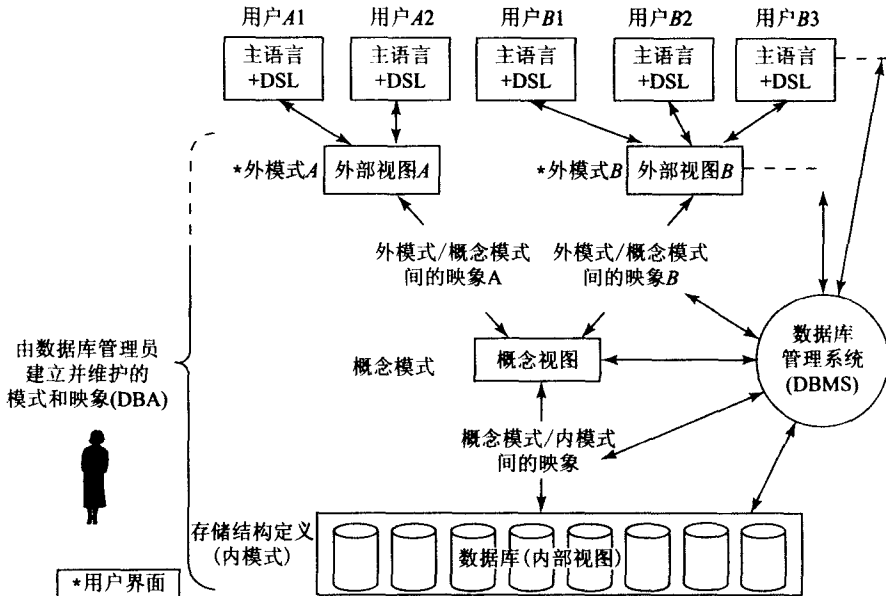 用户A1
用户A2
用户B1
用户B2
用户B3
主语言
+DSL
主语言
+DSL
主语言
+DSL
主语言
+DSL
主语言
+DSL
*外模式A
外部视图A
*外模式B
外部视图B
外模式/概念模式
间的映象A
外模式/概念模式
间的映象B
由数据库管理员
建立并维护的
模式和映象(DBA)
概念模式
概念视图
数据库
管理系统
(DBMS)
概念模式/内模式
间的映象
存储结构定义
(内模式)
数据库(内部视图)
*用户界面